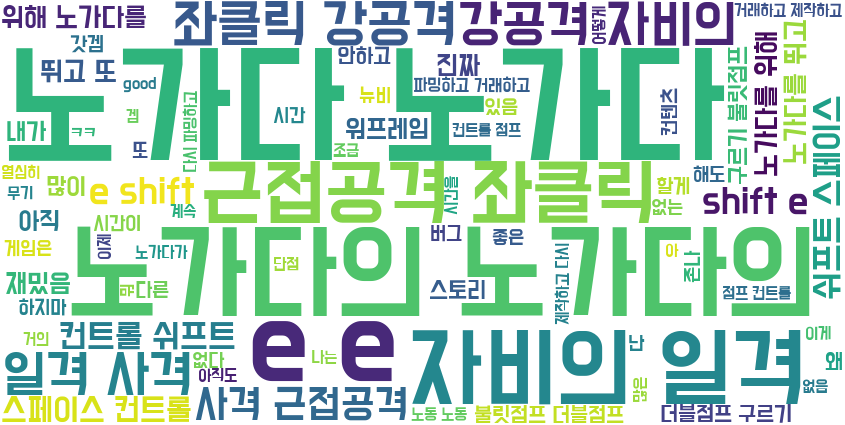 위해 노가다를
좌클릭 강공격
강공격
자비의
어떻게
거래하고 제작하고
갓겜
뛰고 또
good
노가다 노가다
안하고
진짜
파밍하고 거래하고
뉴비
있음
시간
워프레임
컨트롤 점프
컨텐츠
구르기 불릿점프
노가다를 위해
노가다를 뛰고
내가
ㅋㅋ
겜
또
다시 파밍하고
조금
열심히
무기
많이
e shift
근접공격 좌클릭
시간을
할게
없는
해도
shift e
쉬프트 스페이스
아직
시간이
계속
게임은
이제
노가다가
노가다의 노가다의
단점
버그
좋은
아
존나
재밌음
하지마
다른
스토리
제작하고 다시
점프 컨트롤
거의
컨트롤 쉬프트
e e
자비의 일격
난
이게
왜
일격 사격
없다
나는
아직도
많은
없음
스페이스 컨트롤
사격 근접공격
노동 노동
불릿점프 더블점프
더블점프 구르기